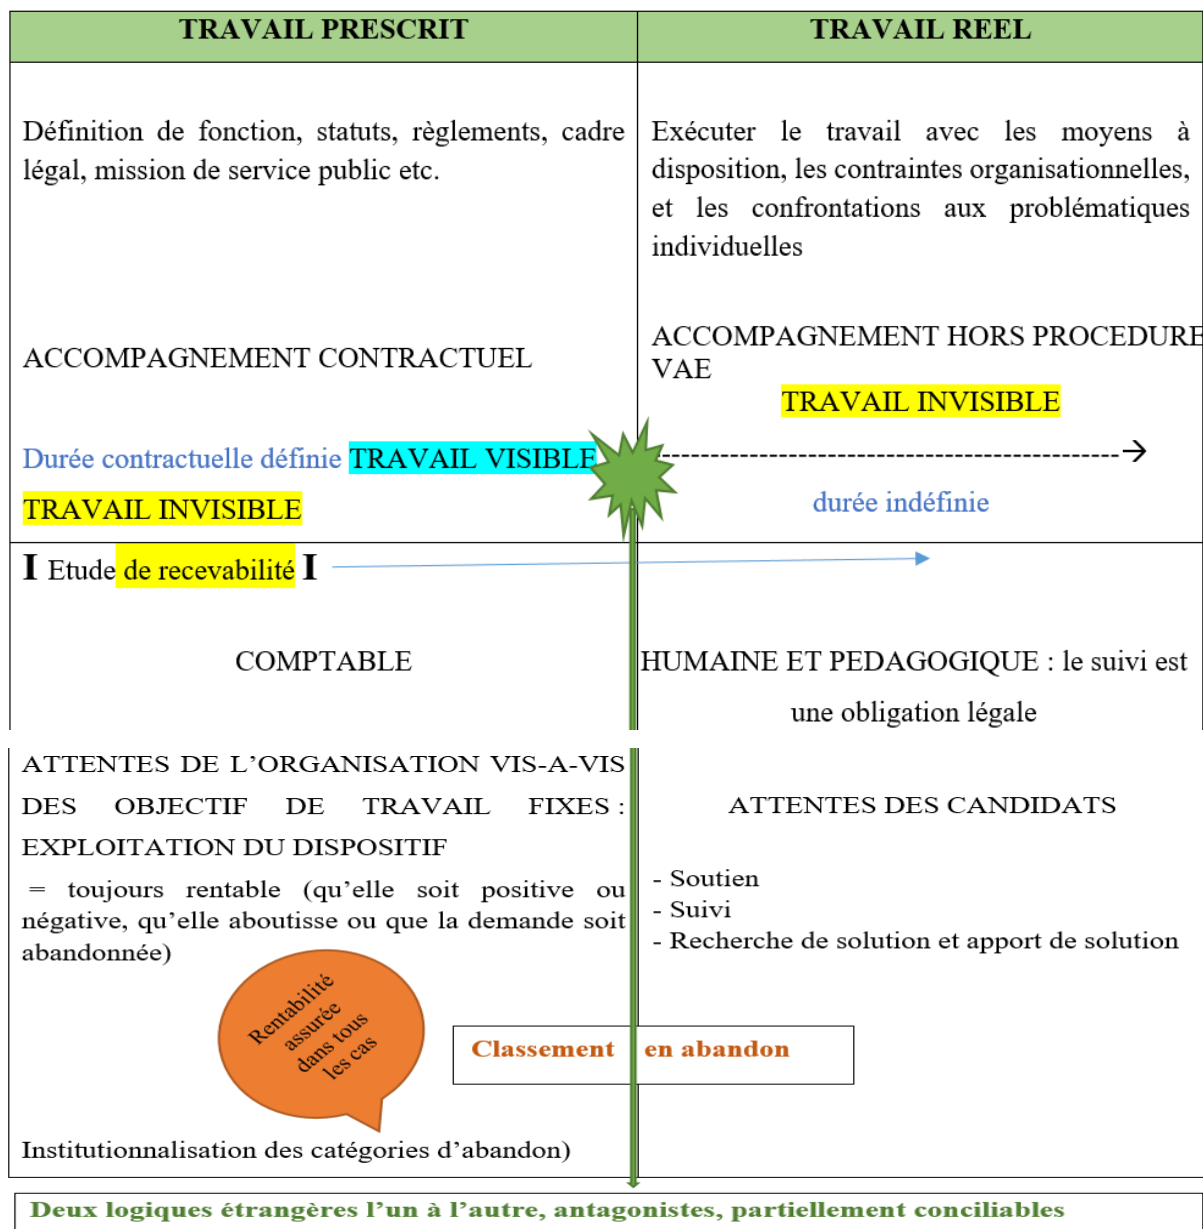 TRAVAIL PRESCRIT
TRAVAIL REEL
Définition de fonction, statuts, règlements, cadre
légal, mission de service public etc.
Exécuter le travail avec les moyens à
disposition, les contraintes organisationnelles,
et les confrontations aux problématiques
individuelles
ACCOMPAGNEMENT CONTRACTUEL
ACCOMPAGNEMENT HORS PROCEDURE
VAE
TRAVAIL INVISIBLE
Durée contractuelle définie TRAVAIL VISIBLE
TRAVAIL INVISIBLE
durée indéfinie
I Etude de recevabilité I
COMPTABLE
HUMAINE ET PEDAGOGIQUE : le suivi est
une obligation légale
ATTENTES DE L’ORGANISATION VIS-A-VIS
DES OBJECTIF DE TRAVAIL FIXES :
EXPLOITATION DU DISPOSITIF
= toujours rentable (qu’elle soit positive ou
négative, qu’elle aboutisse ou que la demande soit
abandonnée)
ATTENTES DES CANDIDATS
- Soutien
- Suivi
- Recherche de solution et apport de solution
Rentabilité
assurée
dans tous
les cas
Classement en abandon
Institutionnalisation des catégories d’abandon)
Deux logiques étrangères l’un à l’autre, antagonistes, partiellement conciliables